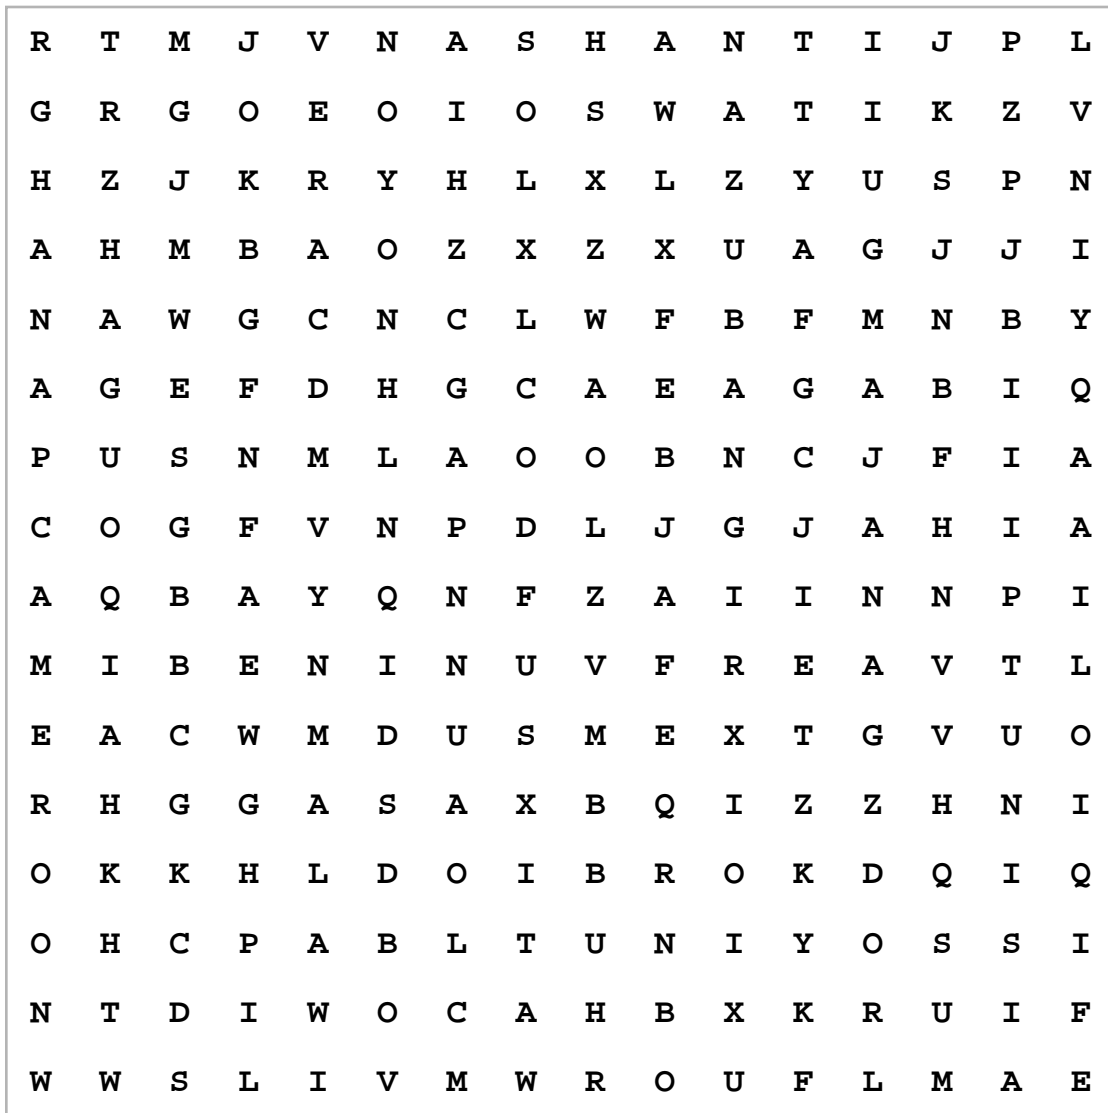 R T M J V N A S H A N T I J P L
G R G O E O I O S W A T I K Z V
H Z J K R Y H L X L Z Y U S P N
A H M B A O Z X Z X U A G J J I
N A W G C N C L W F B F M N B Y
A G E F D H G C A E A G A B I Q
P U S N M L A O O B N C J F I A
C O G F V N P D L J G J A H I A
A Q B A Y Q N F Z A I I N N P I
M I B E N I N U V F R E A V T L
E A C W M D U S M E X T G V U O
R H G G A S A X B Q I Z Z H N I
O K K H L D O I B R O K D Q I Q
O H C P A B L T U N I Y O S S I
N T D I W O C A H B X K R U I F
W W S L I V M W R O U F L M A E